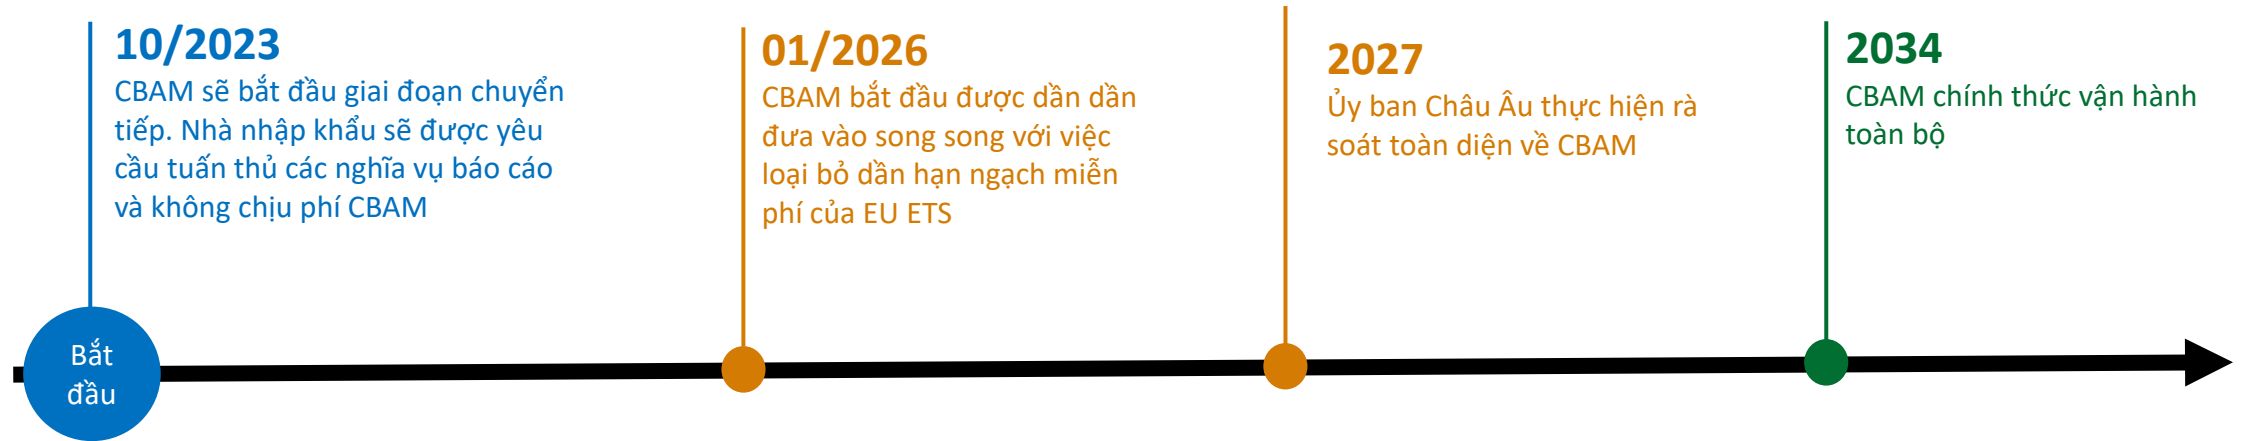 10/2023
CBAM sẽ bắt đầu giai đoạn chuyển
tiếp. Nhà nhập khẩu sẽ được yêu
cầu tuấn thủ các nghĩa vụ báo cáo
và không chịu phí CBAM
01/2026
CBAM bắt đầu được dần dần
đưa vào song song với việc
loại bỏ dần hạn ngạch miễn
phí của EU ETS
2027
Ủy ban Châu Âu thực hiện rà
soát toàn diện về CBAM
2034
CBAM chính thức vận hành
toàn bộ
Bắt
đầu